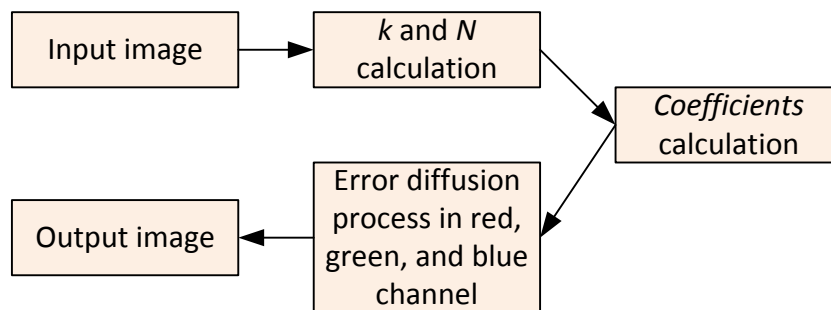 Input image
k and N
calculation
Coefficients
calculation
Error diffusion
process in red,
green, and blue
channel
Output image